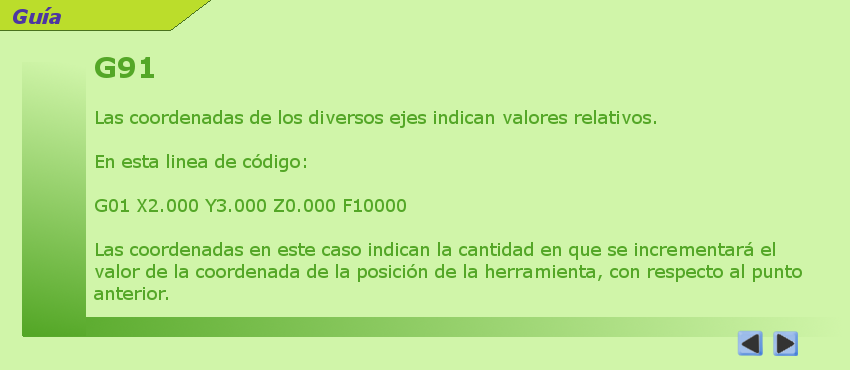 Guía
G91
Las coordenadas de los diversos ejes indican valores relativos.
En esta linea de código:
G01 X2.000 Y3.000 Z0.000 F10000
Las coordenadas en este caso indican la cantidad en que se incrementará el
valor de la coordenada de la posición de la herramienta, con respecto al punto
anterior.